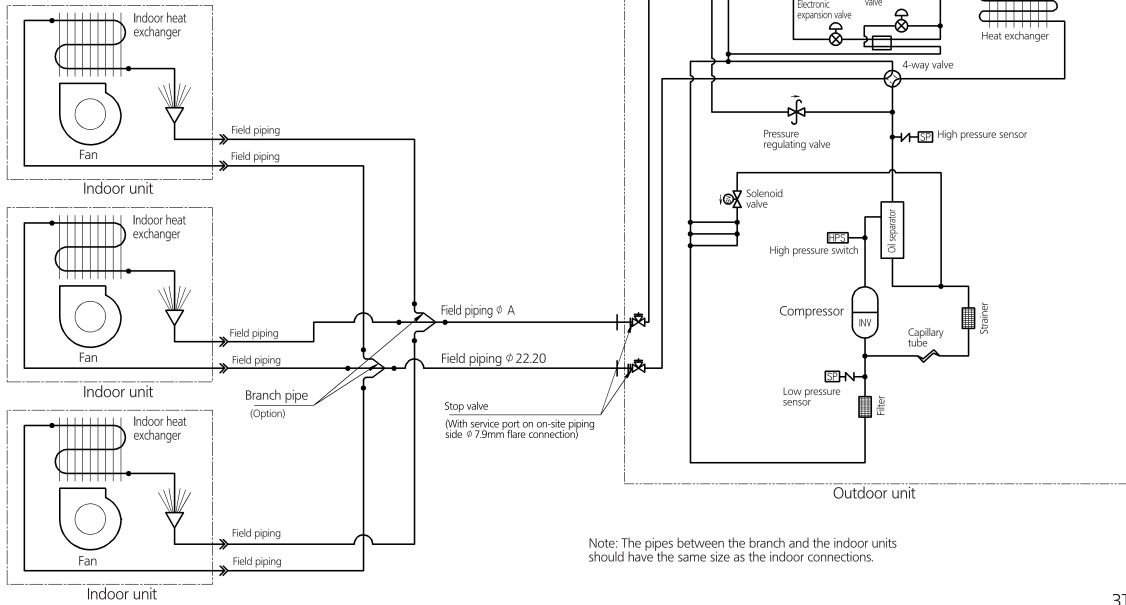 Indoor heat
exchanger
Fan
Indoor unit
Field piping
Field piping
Indoor heat
exchanger
Fan
Indoor unit
Field piping
Field piping
Indoor heat
exchanger
Fan
Indoor unit
Field piping
Field piping
Branch pipe
(Option)
Field piping φ A
Field piping φ 22.20
Stop valve
(With service port on on-site piping
side φ 7.9mm flare connection)
Electronic
expansion valve
valve
Heat exchanger
4-way valve
Pressure
regulating valve
SP High pressure sensor
Solenoid
valve
HPS
High pressure switch
Oil separator
Compressor
INV
Capillary
tube
Strainer
SP
Low pressure
sensor
Filter
Outdoor unit
Note: The pipes between the branch and the indoor units
should have the same size as the indoor connections.